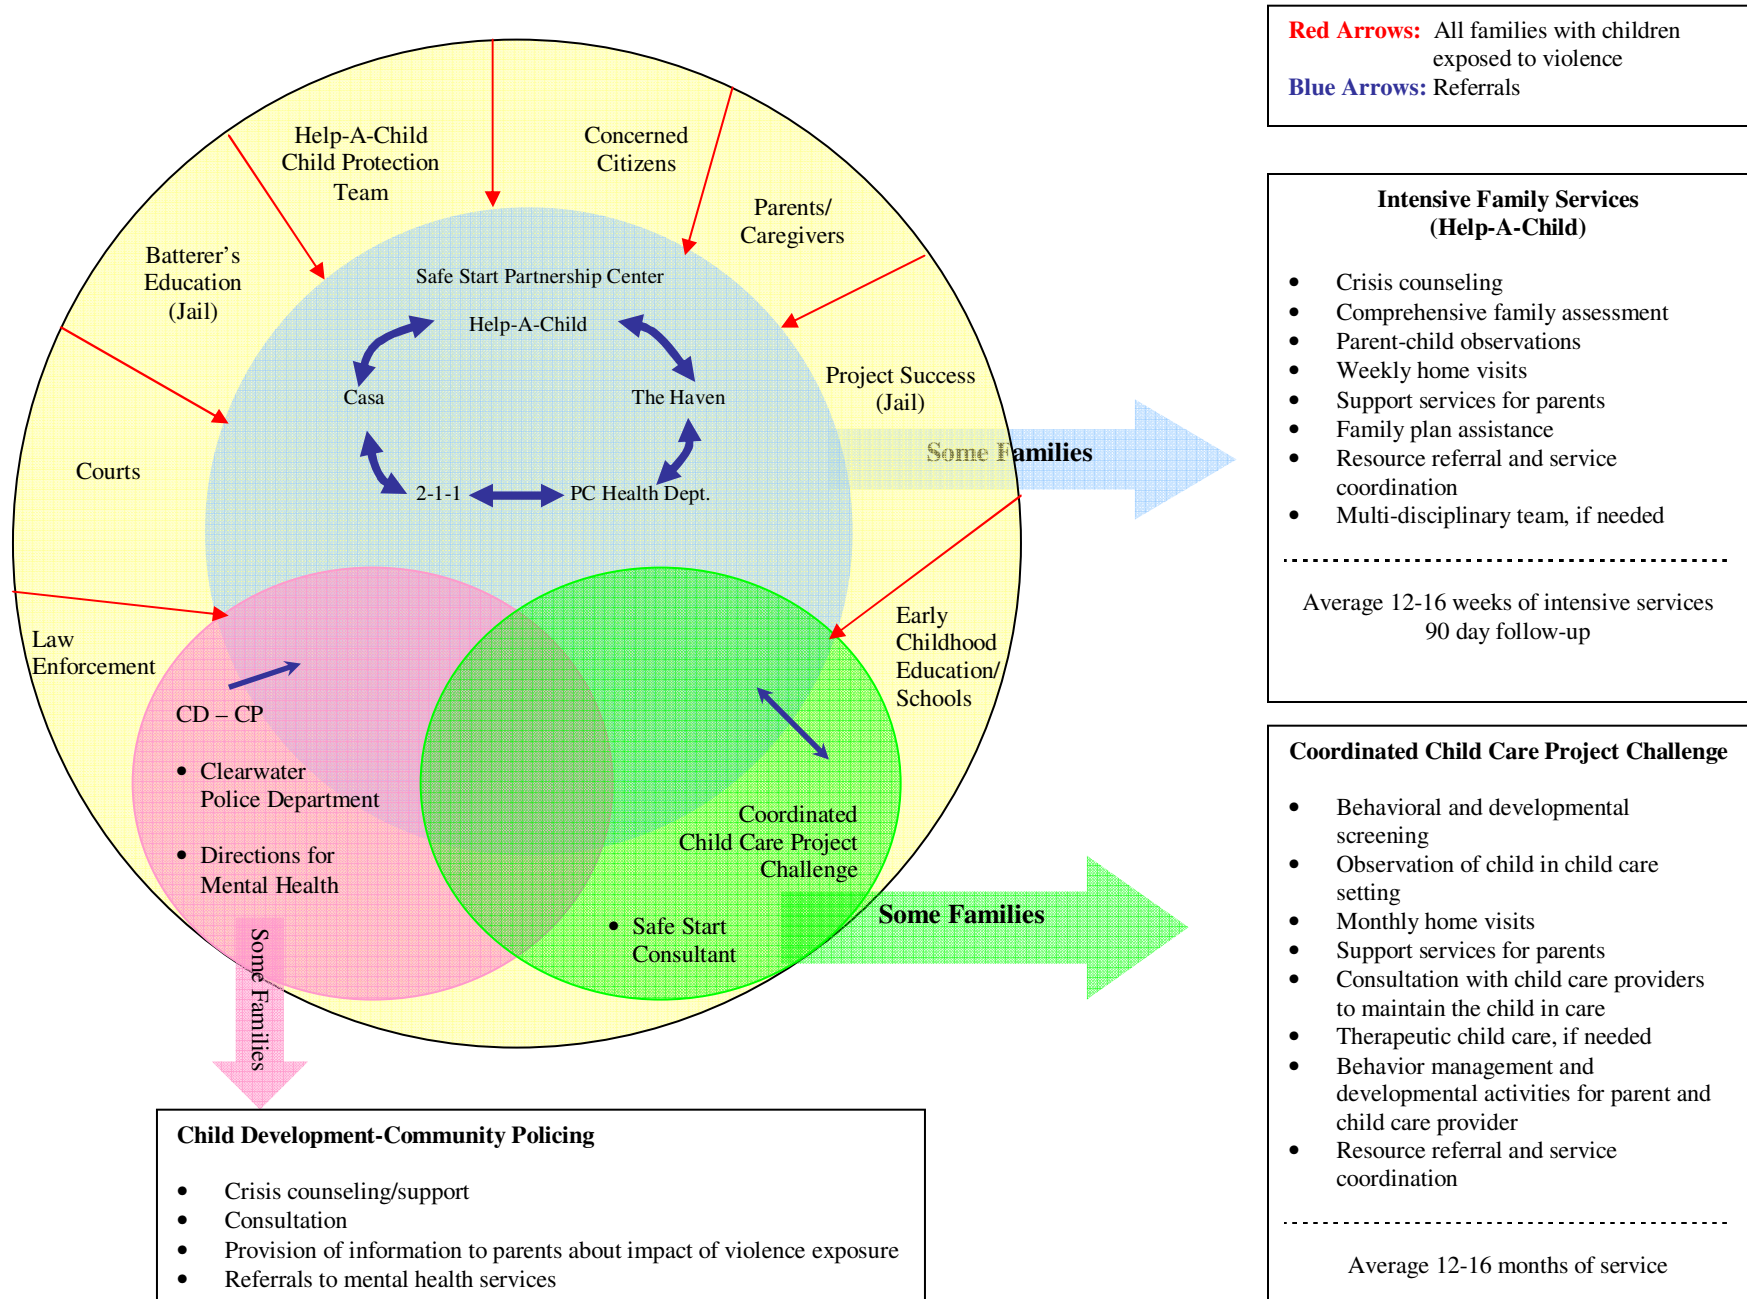 Red Arrows: All families with children
exposed to violence
Blue Arrows: Referrals
Help-A-Child
Child Protection
Team
Concerned
Citizens
Parents/
Caregivers
Batterer’s
Education
(Jail)
Project Success
(Jail)
Courts
Law
Enforcement
Early
Childhood
Education/
Schools
Safe Start Partnership Center
Help-A-Child
Casa
The Haven
2-1-1
PC Health Dept.
Some Families
CD – CP
• Clearwater
Police Department
• Directions for
Mental Health
Coordinated
Child Care Project
Challenge
• Safe Start
Consultant
Some Families
Some Families
Intensive Family Services
(Help-A-Child)
• Crisis counseling
• Comprehensive family assessment
• Parent-child observations
• Weekly home visits
• Support services for parents
• Family plan assistance
• Resource referral and service
coordination
• Multi-disciplinary team, if needed
Average 12-16 weeks of intensive services
90 day follow-up
Coordinated Child Care Project Challenge
• Behavioral and developmental
screening
• Observation of child in child care
setting
• Monthly home visits
• Support services for parents
• Consultation with child care providers
to maintain the child in care
• Therapeutic child care, if needed
• Behavior management and
developmental activities for parent and
child care provider
• Resource referral and service
coordination
Average 12-16 months of service
Child Development-Community Policing
• Crisis counseling/support
• Consultation
• Provision of information to parents about impact of violence exposure
• Referrals to mental health services